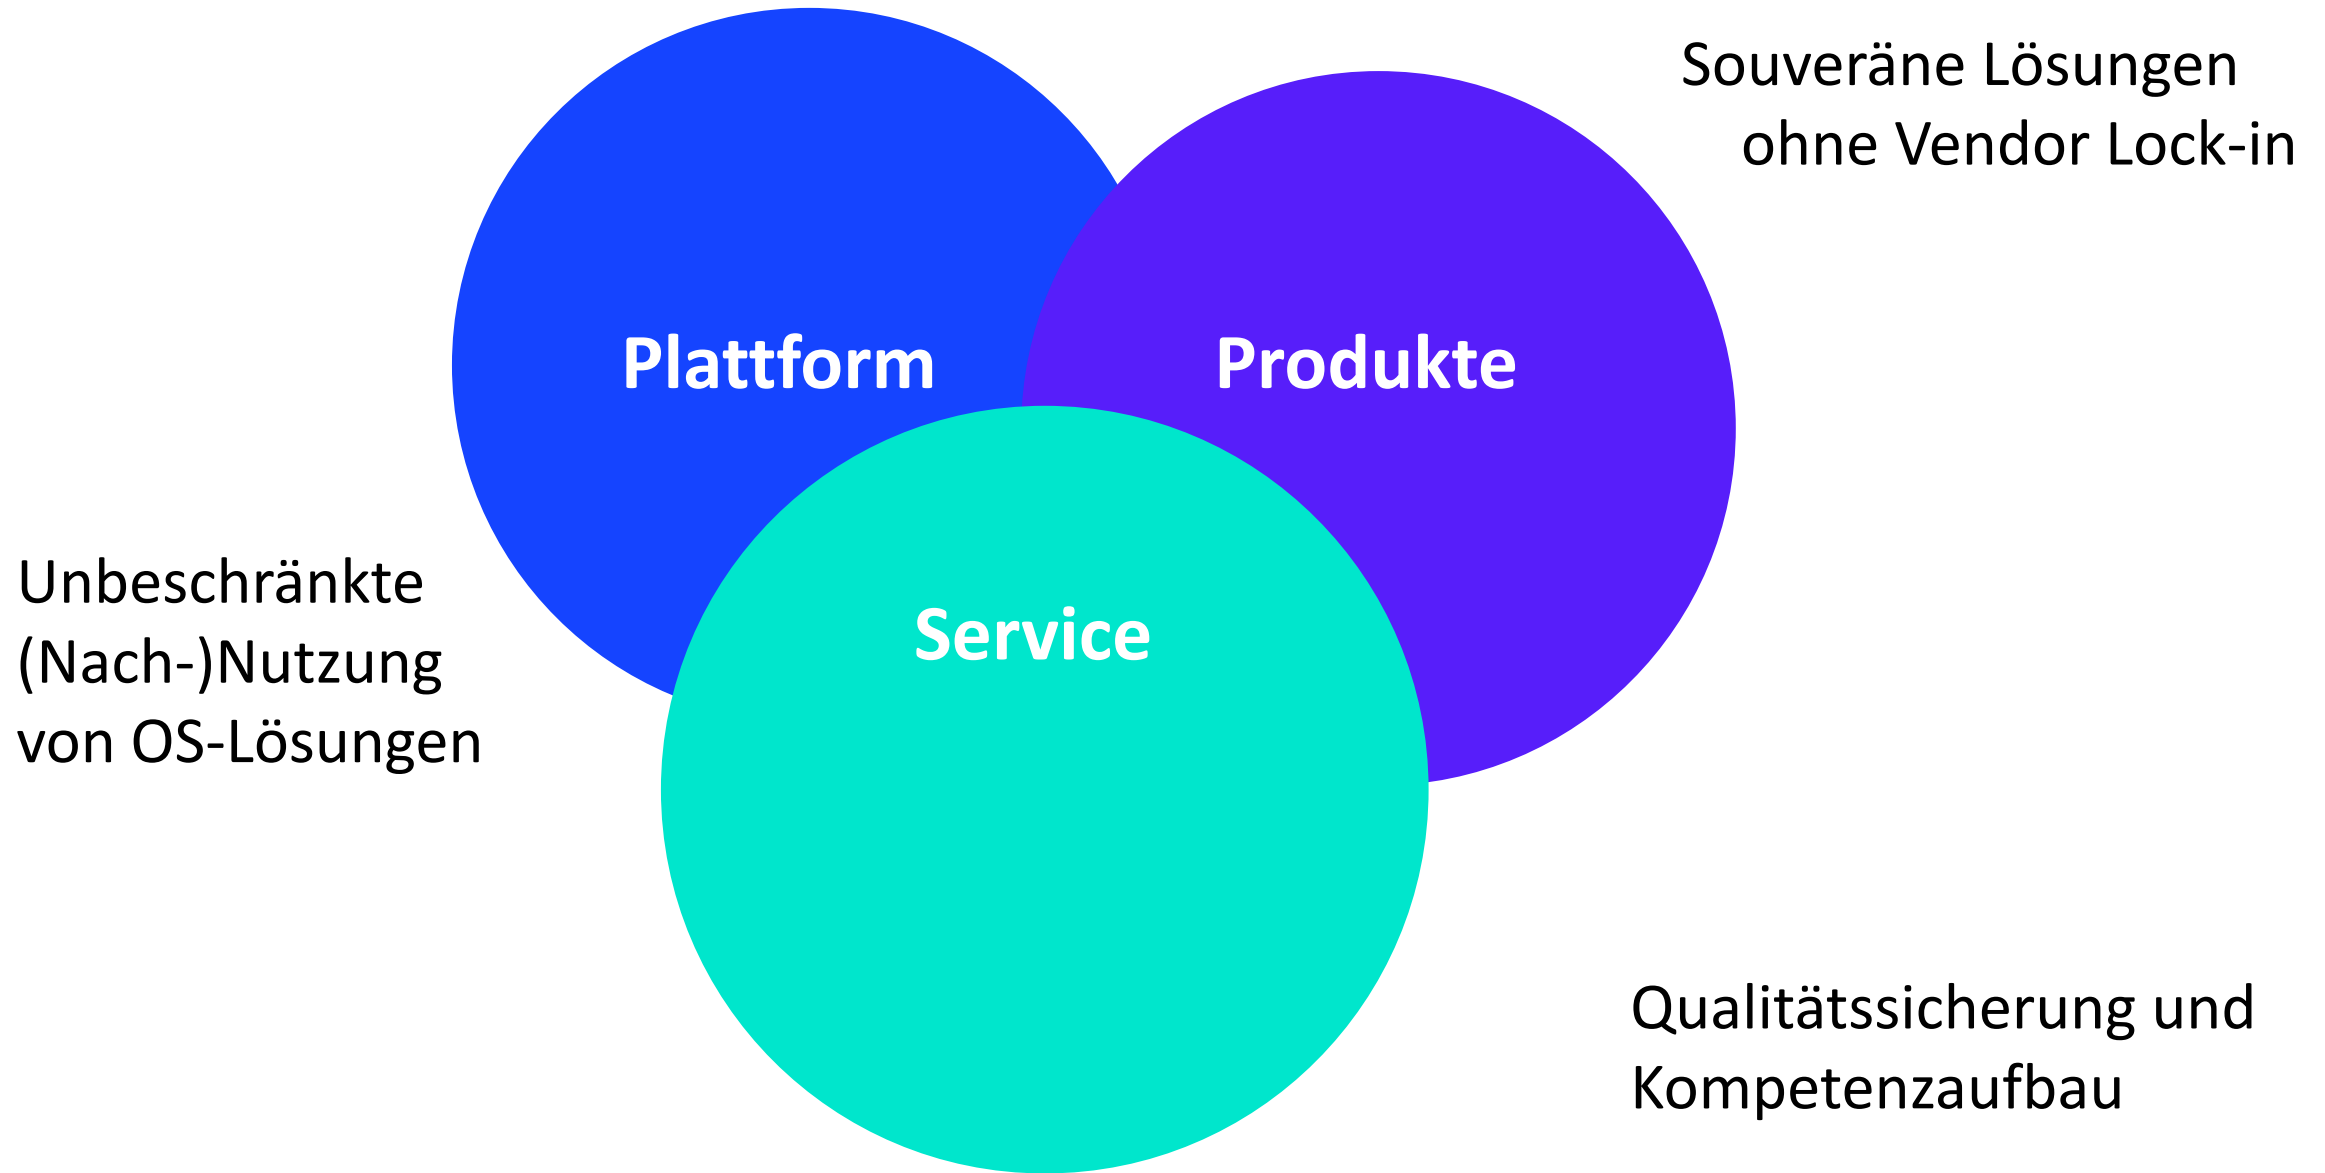 Souveräne Lösungen
ohne Vendor Lock-in
Plattform
Produkte
Unbeschränkte
(Nach-)Nutzung
von OS-Lösungen
Service
Qualitätssicherung und
Kompetenzaufbau